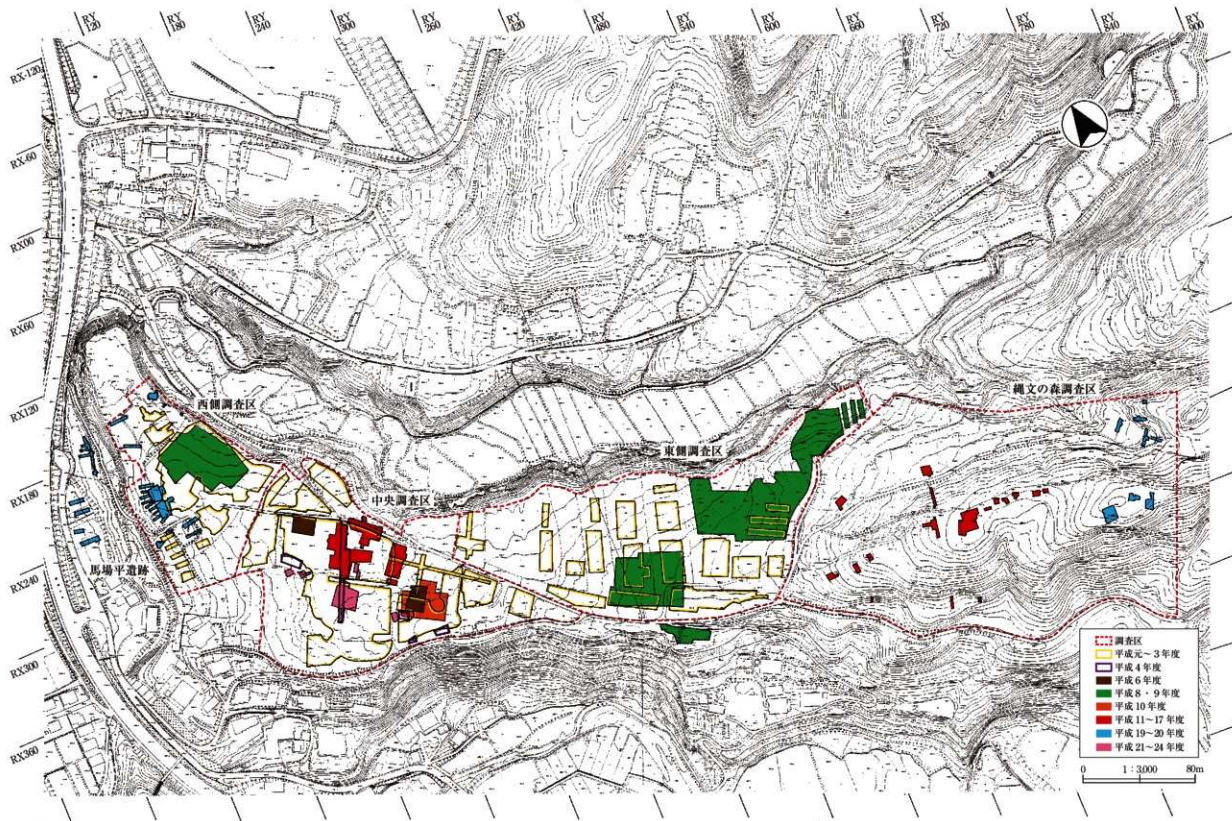 RY
120
RY
180
RY
240
RY
300
RY
660
RY
420
RY
480
RY
540
RY
600
RY
660
RY
720
RY
780
RY
840
RY
900
RX-120
RX-60
RX00
RX60
RX120
RX180
RX240
RX300
RX360
西側調査区
中央調査区
東側調査区
縄文の森調査区
馬場平遺跡
調査区
平成元~3年度
平成4年度
平成6年度
平成8・9年度
平成10年度
平成11~17年度
平成19~20年度
平成21~24年度
0 1:3,000 80m